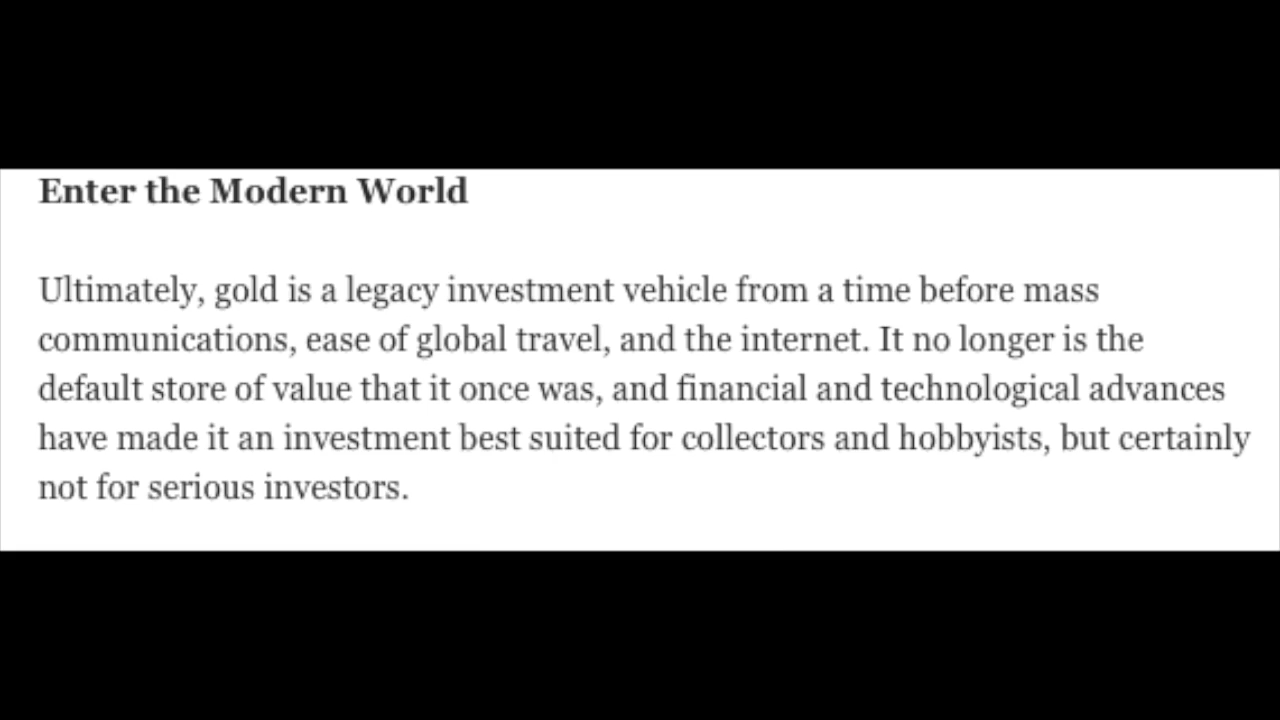 Enter the Modern World
Ultimately, gold is a legacy investment vehicle from a time before mass
communications, ease of global travel, and the internet. It no longer is the
default store of value that it once was, and financial and technological advances
have made it an investment best suited for collectors and hobbyists, but certainly
not for serious investors.